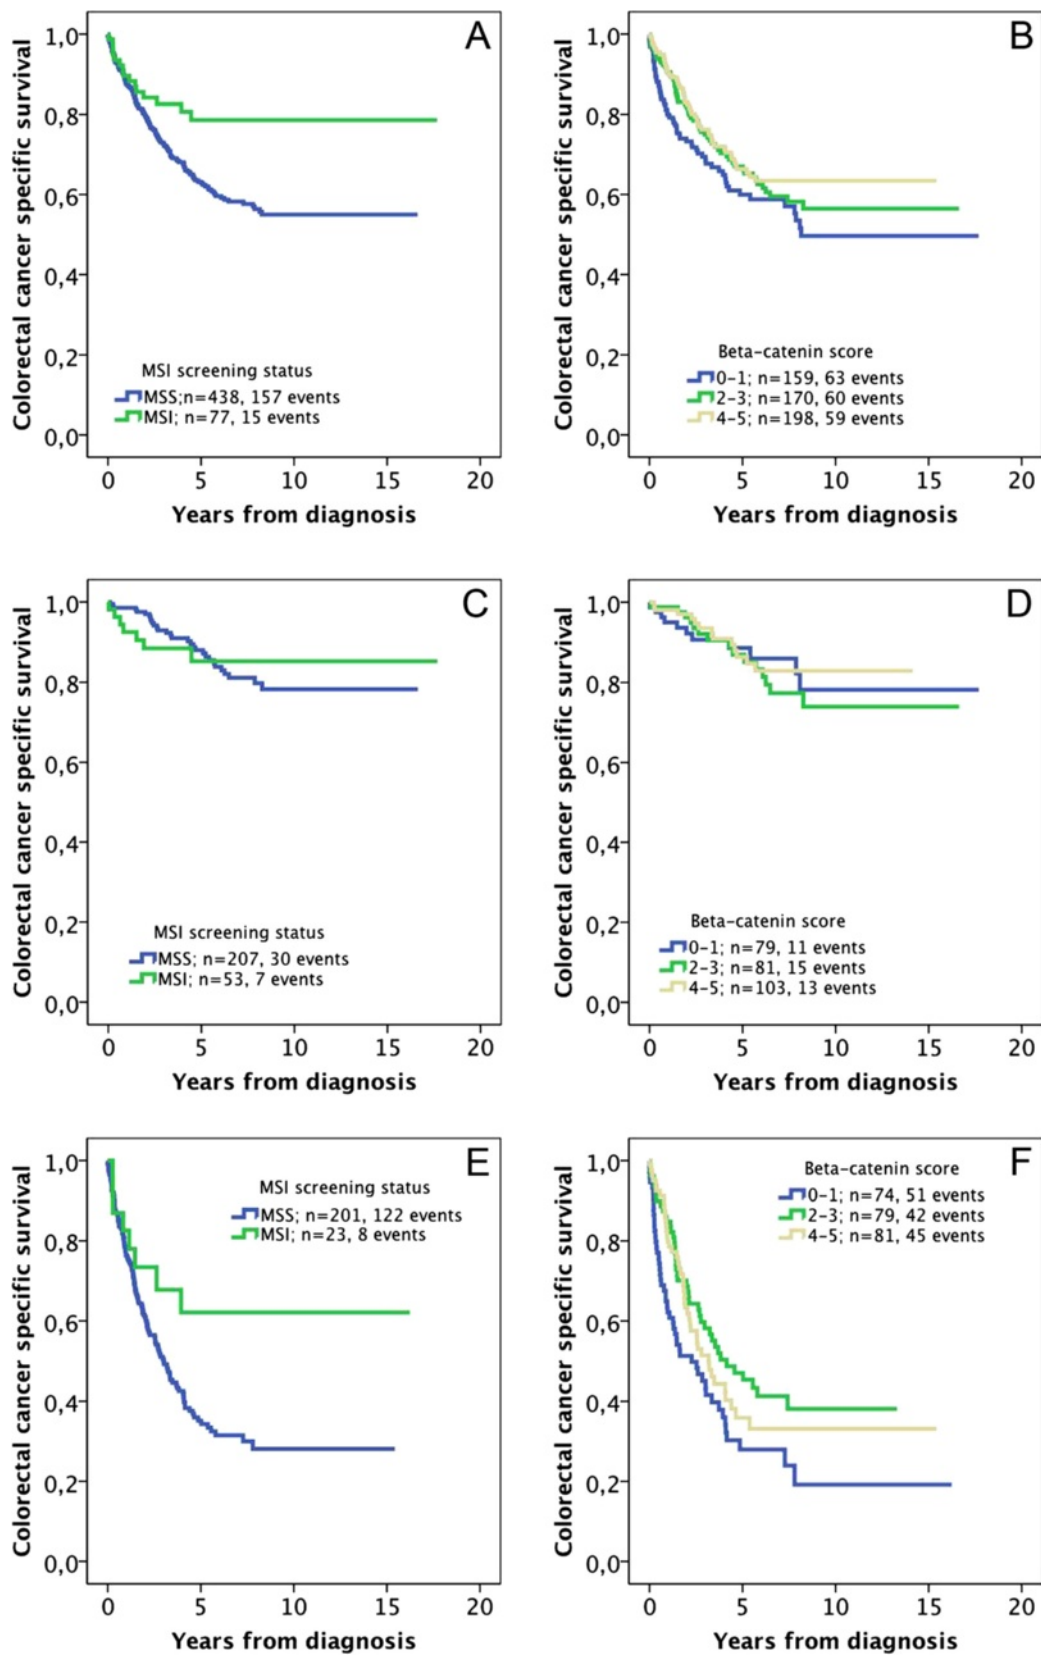 A
Colorectal cancer specific survival
1,0
0,8
0,6
0,4
0,2
0,0
MSI screening status
MSS;n=438, 157 events
MSI; n=77, 15 events
0 5 10 15 20
Years from diagnosis
B
Colorectal cancer specific survival
1,0
0,8
0,6
0,4
0,2
0,0
Beta-catenin score
0-1; n=159, 63 events
2-3; n=170, 60 events
4-5; n=198, 59 events
0 5 10 15 20
Years from diagnosis
C
Colorectal cancer specific survival
1,0
0,8
0,6
0,4
0,2
0,0
MSI screening status
MSS; n=207, 30 events
MSI; n=53, 7 events
0 5 10 15 20
Years from diagnosis
D
Colorectal cancer specific survival
1,0
0,8
0,6
0,4
0,2
0,0
Beta-catenin score
0-1; n=79, 11 events
2-3; n=81, 15 events
4-5; n=103, 13 events
0 5 10 15 20
Years from diagnosis
E
Colorectal cancer specific survival
1,0
0,8
0,6
0,4
0,2
0,0
MSI screening status
MSS; n=201, 122 events
MSI; n=23, 8 events
0 5 10 15 20
Years from diagnosis
F
Colorectal cancer specific survival
1,0
0,8
0,6
0,4
0,2
0,0
Beta-catenin score
0-1; n=74, 51 events
2-3; n=79, 42 events
4-5; n=81, 45 events
0 5 10 15 20
Years from diagnosis